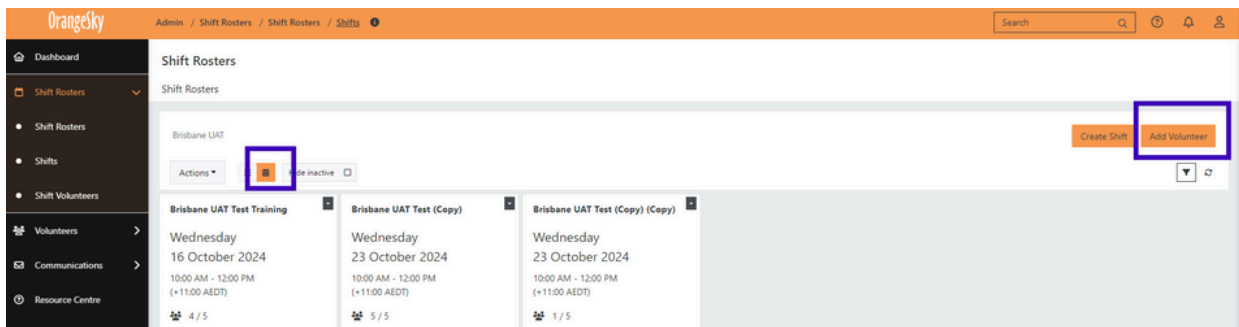 OrangeSky
Admin / Shift Rosters / Shift Rosters / Shifts
Search
Dashboard
Shift Rosters
Shift Rosters
Shifts
Shift Volunteers
Volunteers
Communications
Resource Centre
Shift Rosters
Shift Rosters
Brisbane UAT
Create Shift
Add Volunteer
Actions
inactive
Brisbane UAT Test Training
Wednesday
16 October 2024
10:00 AM - 12:00 PM
(+11:00 AEDT)
4 / 5
Brisbane UAT Test (Copy)
Wednesday
23 October 2024
10:00 AM - 12:00 PM
(+11:00 AEDT)
5 / 5
Brisbane UAT Test (Copy) (Copy)
Wednesday
23 October 2024
10:00 AM - 12:00 PM
(+11:00 AEDT)
1 / 5